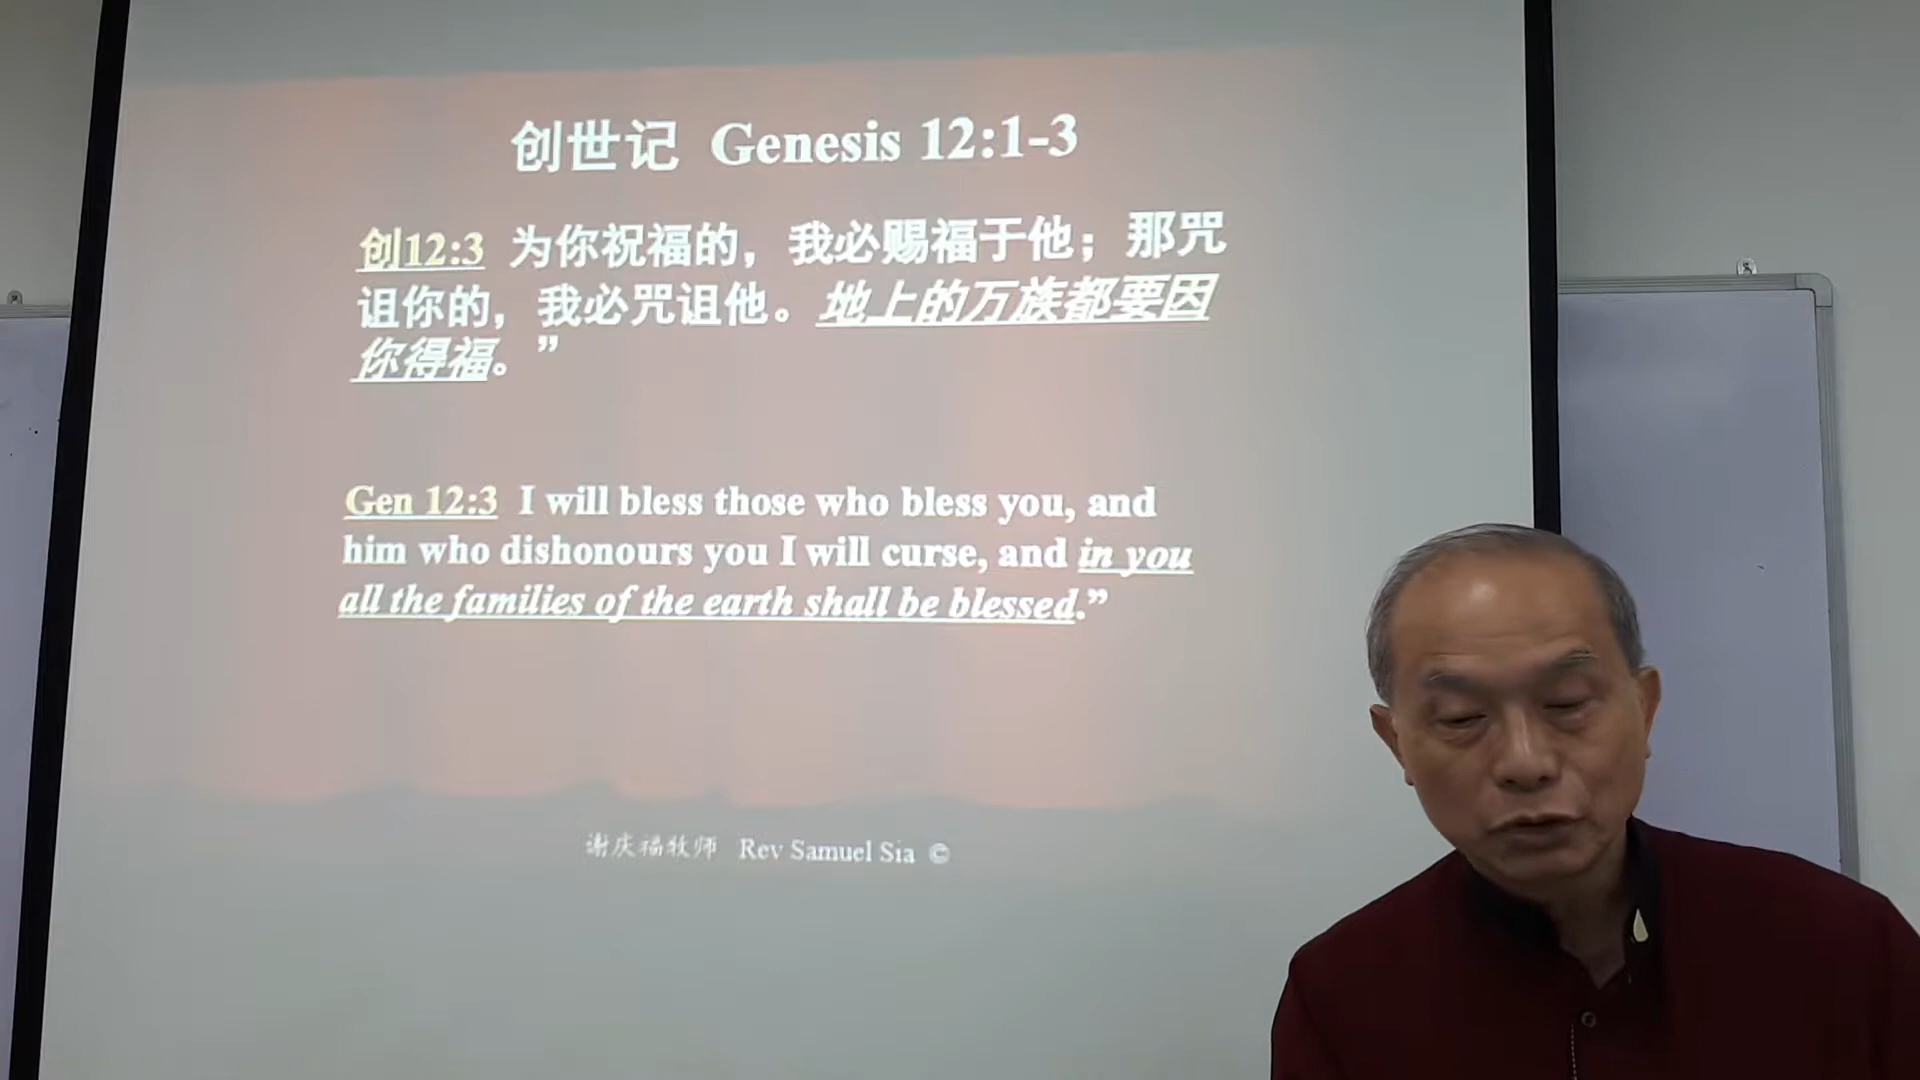 创世记 Genesis 12:1-3
创12:3 为你祝福的，我必赐福于他；那咒
诅你的，我必咒诅他。地上的万族都要因
你得福。”
Gen 12:3 I will bless those who bless you, and
him who dishonours you I will curse, and in you
all the families of the earth shall be blessed.”
谢庆福牧师 Rev Samuel Sia ©